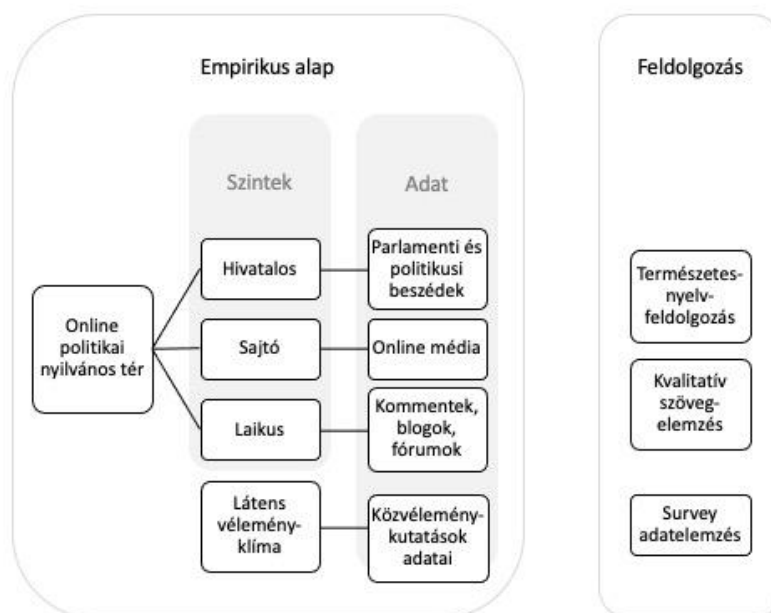 Empirikus alap
Szintek
Adat
Online
politikai
nyilvános tér
Hivatalos
Parlamenti és
politikusi
beszédek
Sajtó
Online média
Laikus
Kommentek,
blogok,
fórumok
Látens
vélemény-
klíma
Közvélemény-
kutatások
adatai
Feldolgozás
Természetes-
nyelv-
feldolgozás
Kvalitatív
szöveg-
elemzés
Survey
adatelemzés